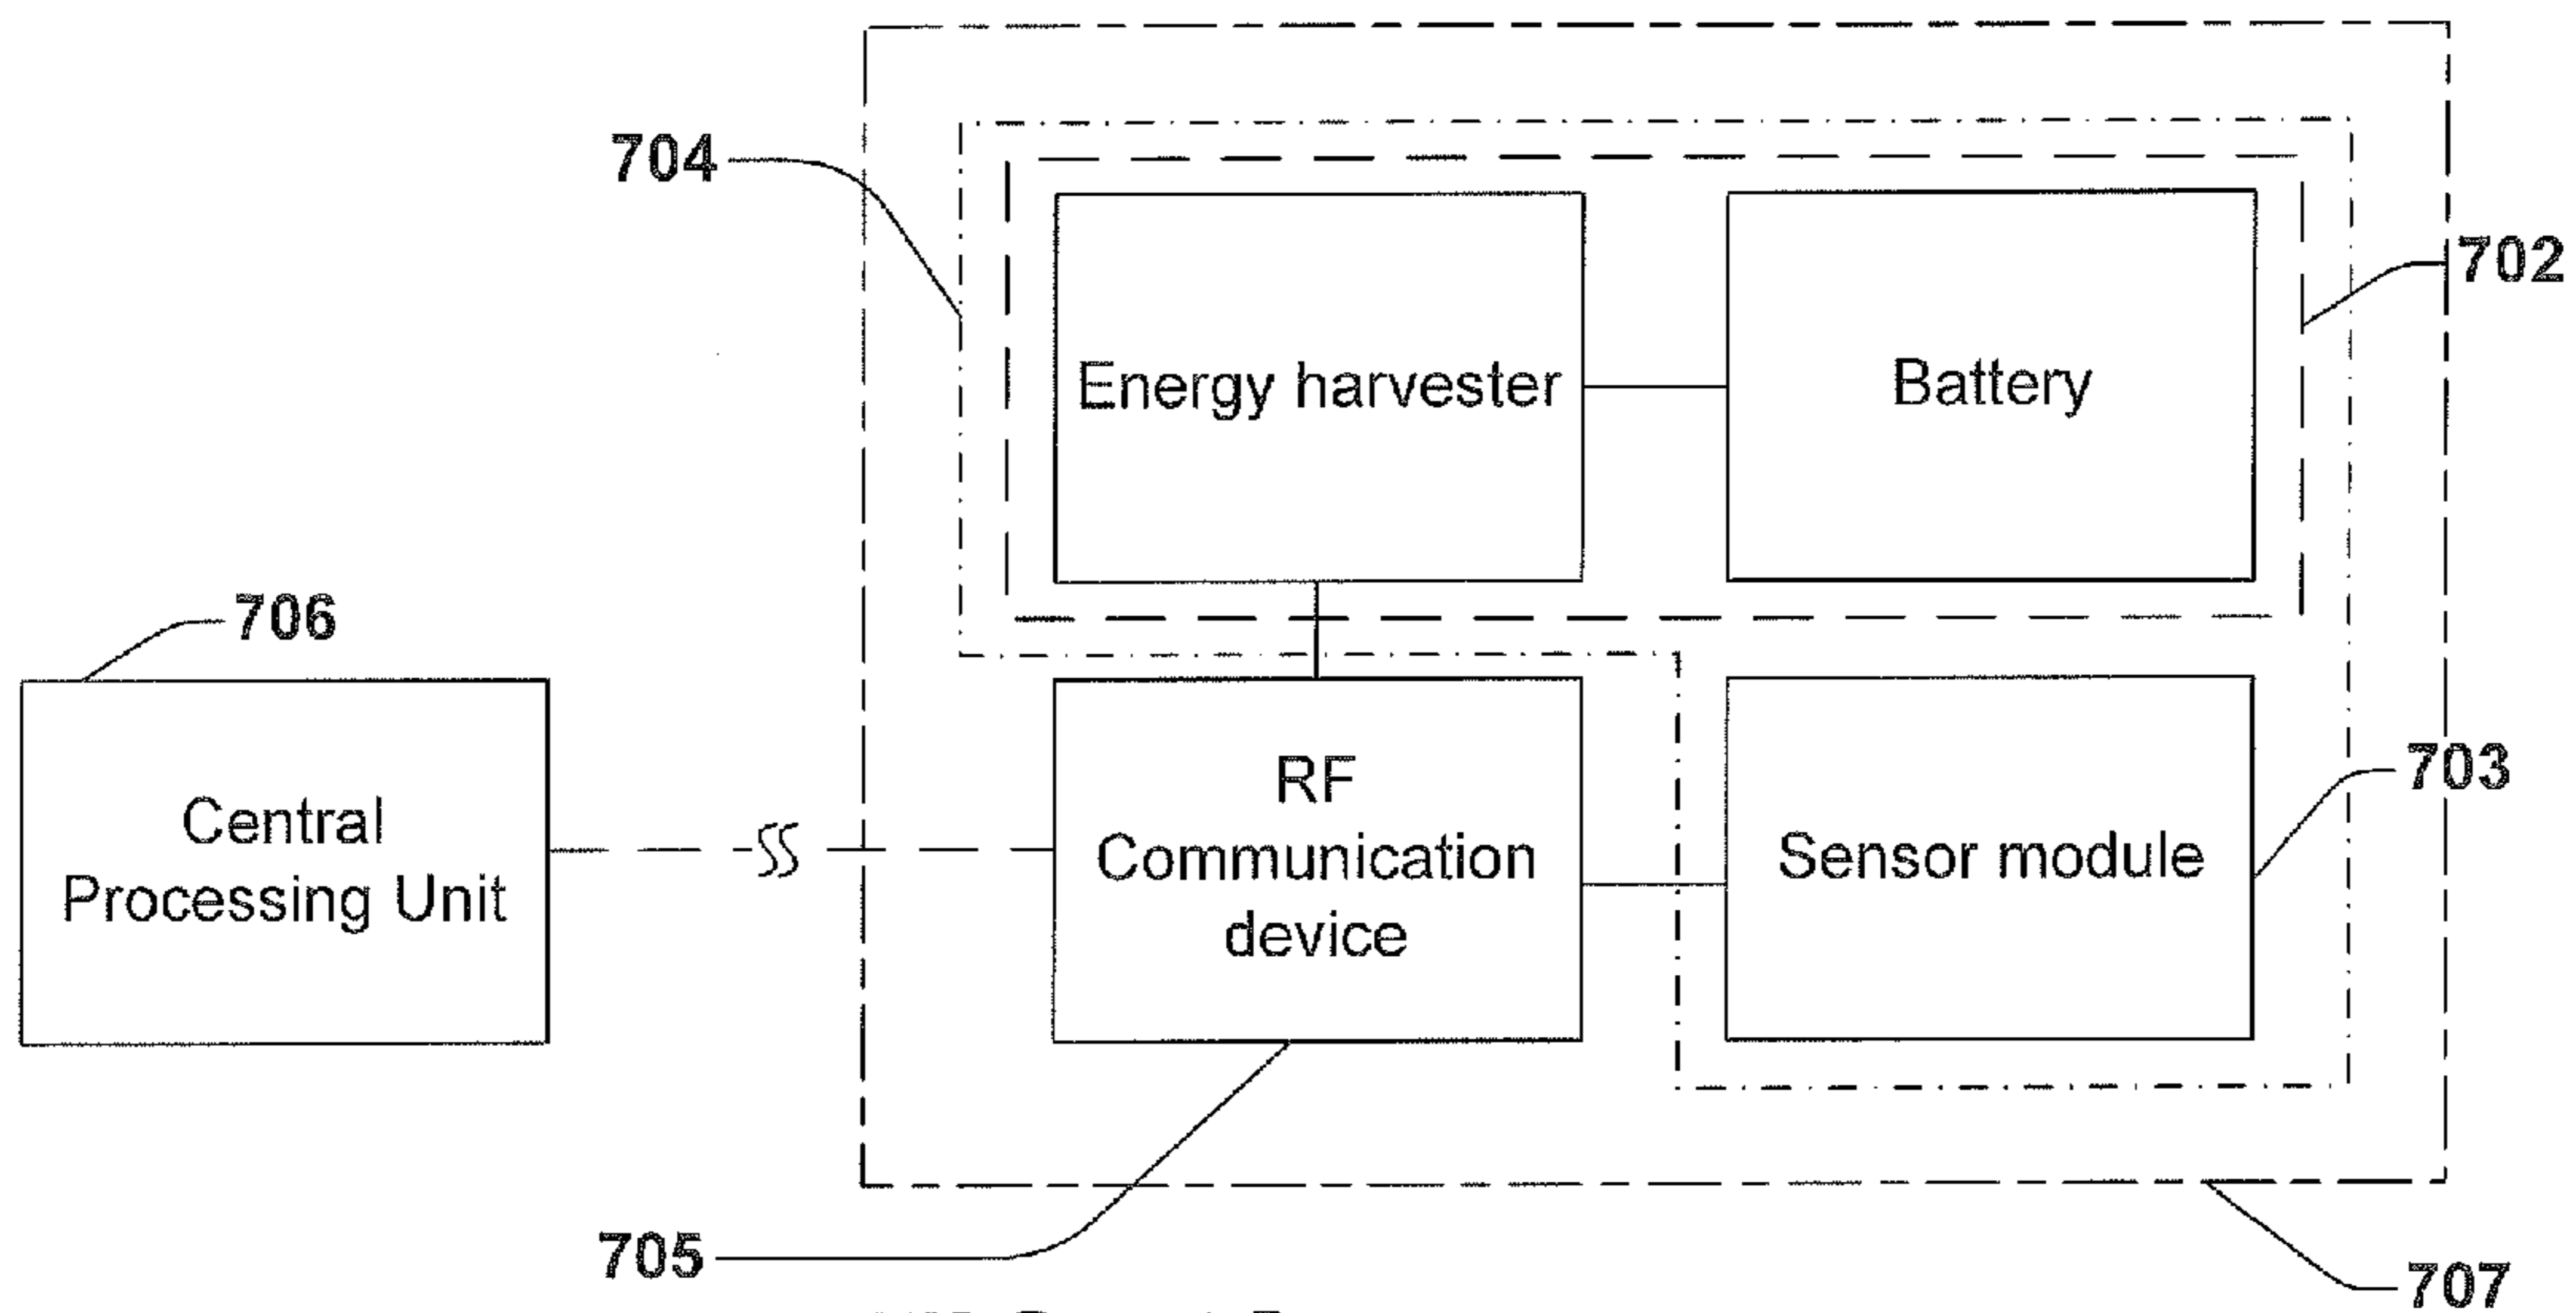 704
Energy harvester
Battery
702
706
Central
Processing Unit
RF
Communication
device
Sensor module
703
705
707